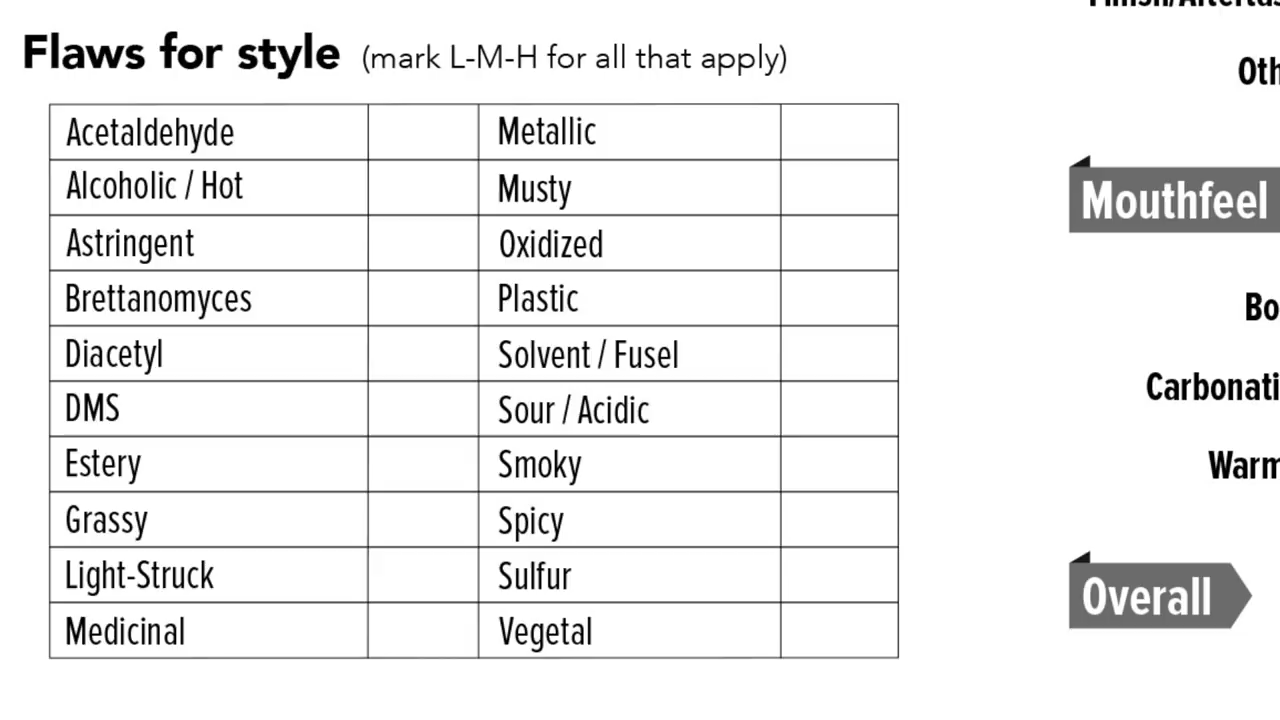 Flaws for style (mark L-M-H for all that apply)
Acetaldehyde Metallic
Alcoholic / Hot Musty
Astringent Oxidized
Brettanomyces Plastic
Diacetyl Solvent / Fusel
DMS Sour / Acidic
Estery Smoky
Grassy Spicy
Light-Struck Sulfur
Medicinal Vegetal
Mouthfeel
Overall